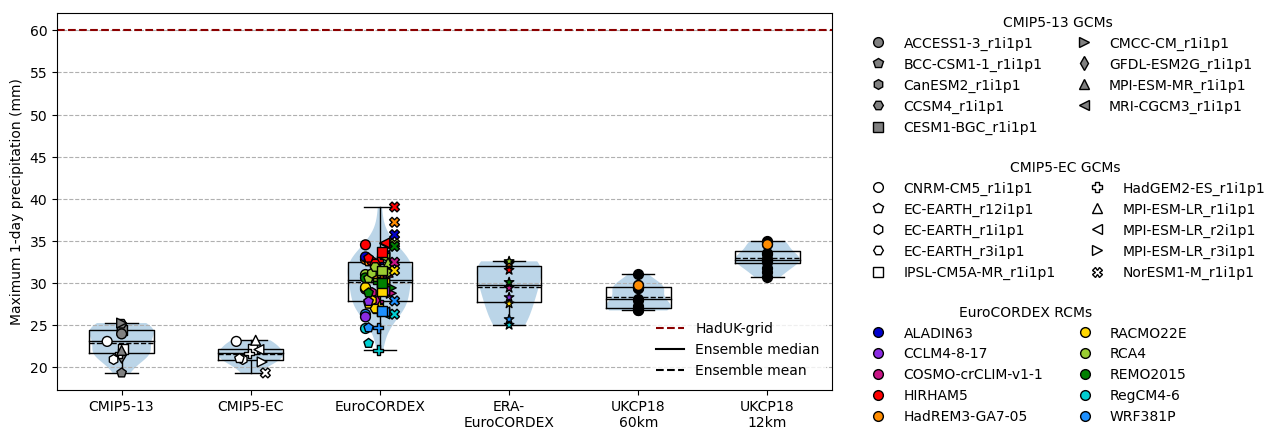 Maximum 1-day precipitation (mm)
60
55
50
45
40
35
30
25
20
CMIP5-13
CMIP5-EC
EuroCORDEX
ERA-
EuroCORDEX
UKCP18
60km
UKCP18
12km
HadUK-grid
Ensemble median
Ensemble mean
CMIP5-13 GCMs
ACCESS1-3_r1i1p1
BCC-CSM1-1_r1i1p1
CanESM2_r1i1p1
CCSM4_r1i1p1
CESM1-BGC_r1i1p1
CMCC-CM_r1i1p1
GFDL-ESM2G_r1i1p1
MPI-ESM-MR_r1i1p1
MRI-CGCM3_r1i1p1
CMIP5-EC GCMs
CNRM-CM5_r1i1p1
EC-EARTH_r12i1p1
EC-EARTH_r1i1p1
EC-EARTH_r3i1p1
IPSL-CM5A-MR_r1i1p1
HadGEM2-ES_r1i1p1
MPI-ESM-LR_r1i1p1
MPI-ESM-LR_r2i1p1
MPI-ESM-LR_r3i1p1
NorESM1-M_r1i1p1
EuroCORDEX RCMs
ALADIN63
CCLM4-8-17
COSMO-crCLIM-v1-1
HIRHAM5
HadREM3-GA7-05
RACMO22E
RCA4
REMO2015
RegCM4-6
WRF381P